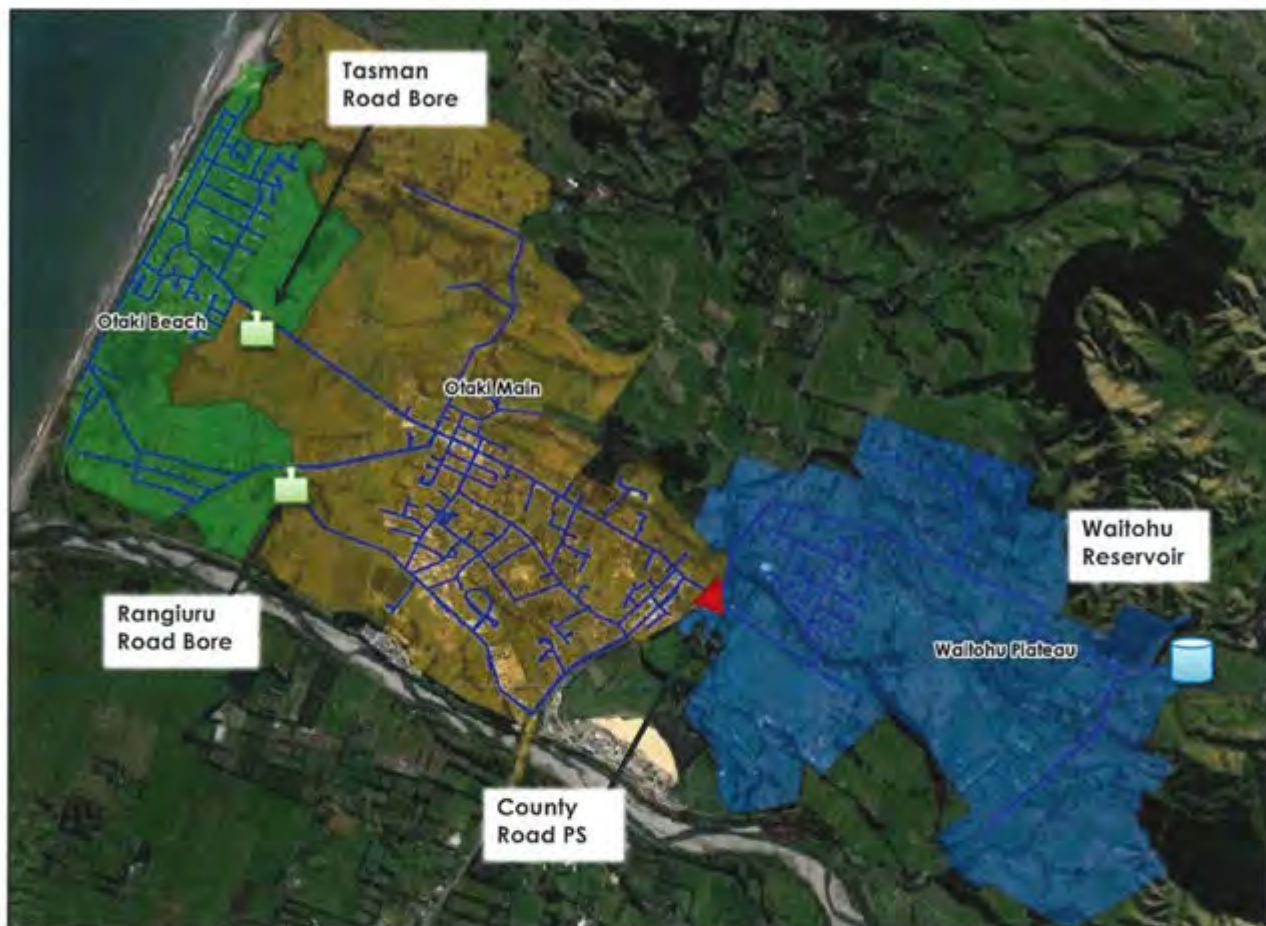 Tasman
Road Bore
Otaki Beach
Otaki Main
Waitohu
Reservoir
Rangiuru
Road Bore
Waitohu Plateau
County
Road PS